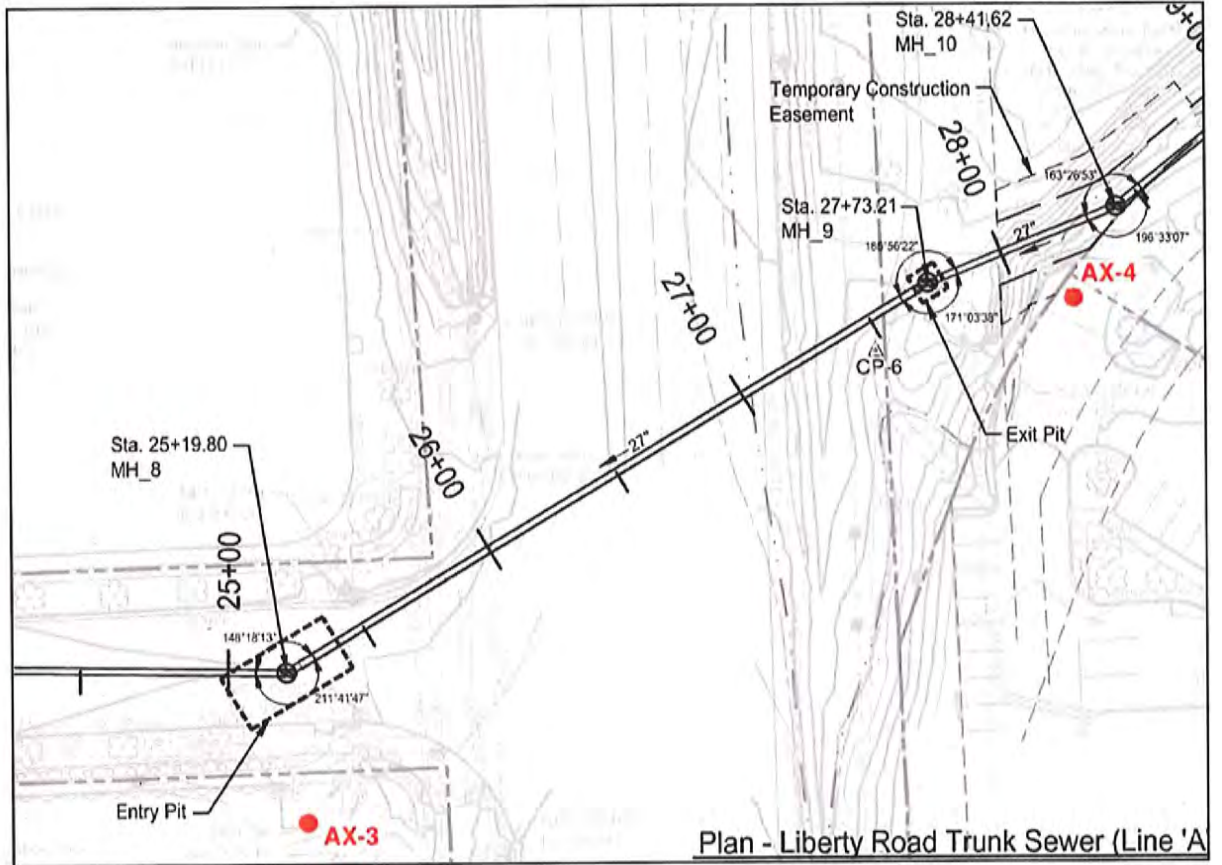 Sta. 28+41.62
MH_10
Temporary Construction
Easement
28+00
163°26'53"
Sta. 27+73.21
MH_9
27"
196°33'07"
AX-4
171°03'38"
27+00
CP-6
Exit Pit
Sta. 25+19.80
MH_8
26+00
27"
25+00
148°18'13"
211°41'47"
Entry Pit
AX-3
Plan - Liberty Road Trunk Sewer (Line 'A